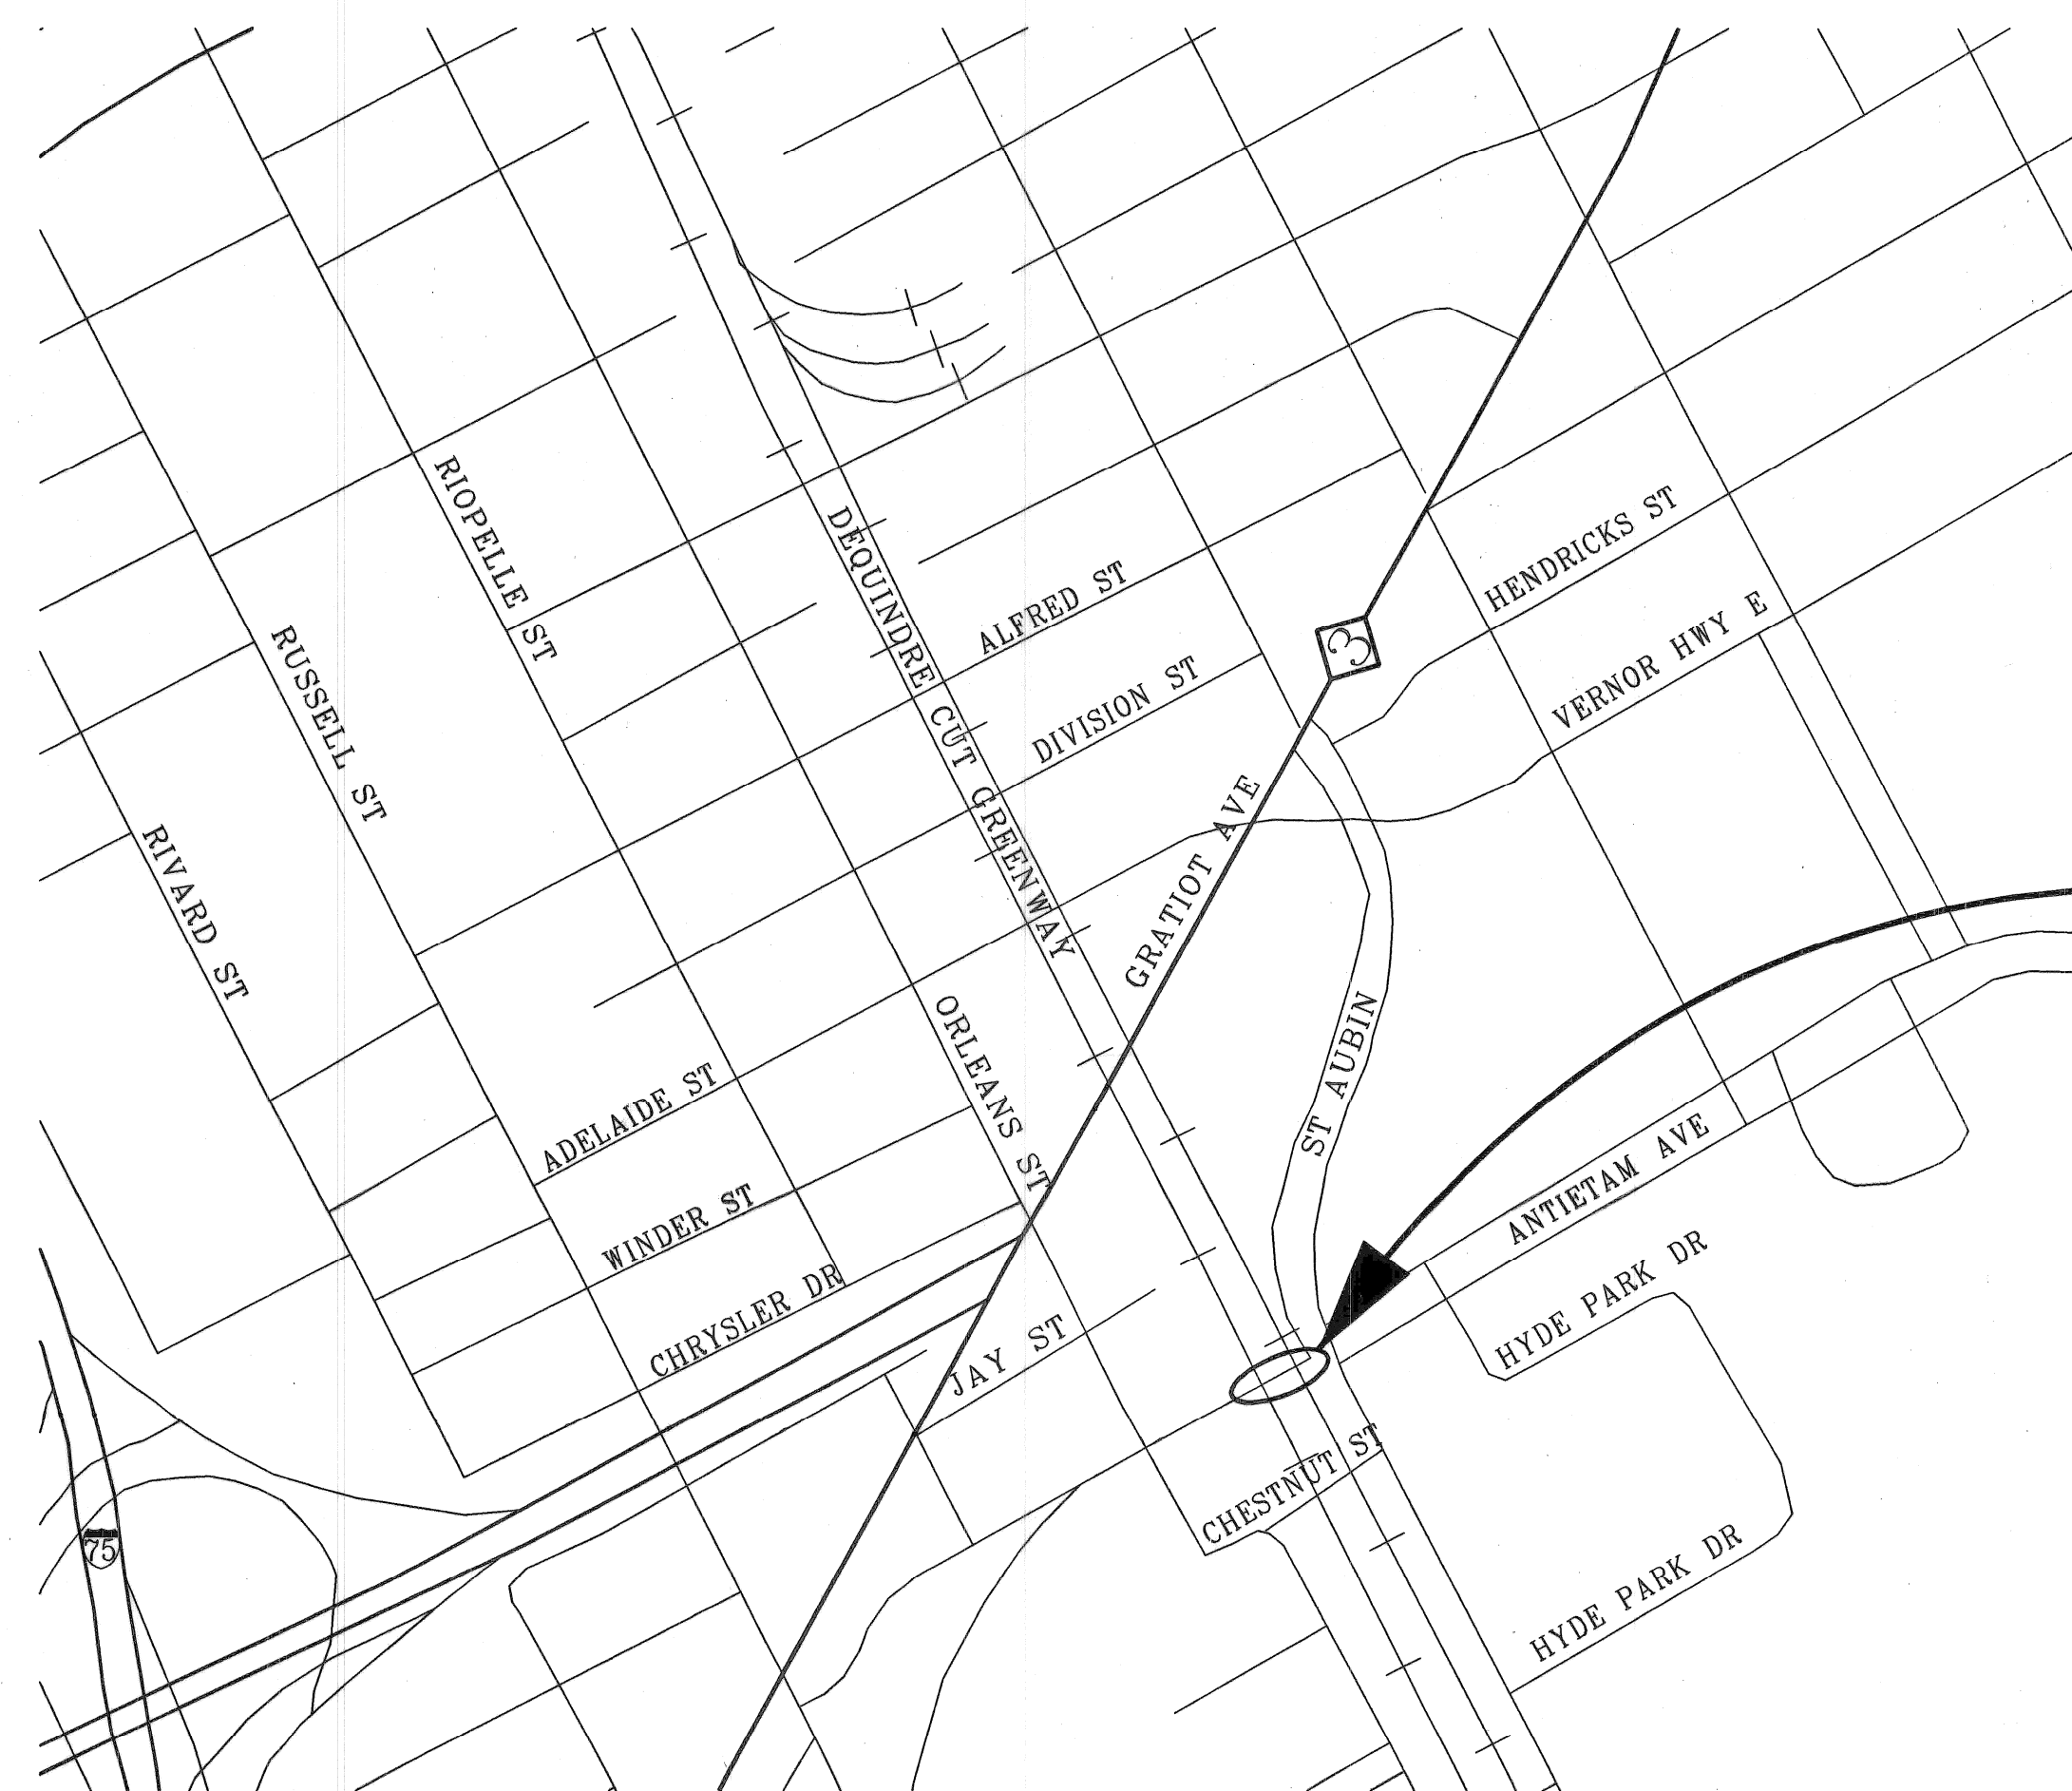 RIOPELLE ST
DEQUINDRE CUT GREENWAY
HENDRICKS ST
ALFRED ST
3
VERNOR HWY E
RUSSELL ST
DIVISION ST
GRATIOT AVE
RIVARD ST
ORLEANS ST
ST AUBIN
ADELAIDE ST
ANTIETAM AVE
WINDER ST
HYDE PARK DR
CHRYSLER DR
JAY ST
CHESTNUT ST
75
HYDE PARK DR